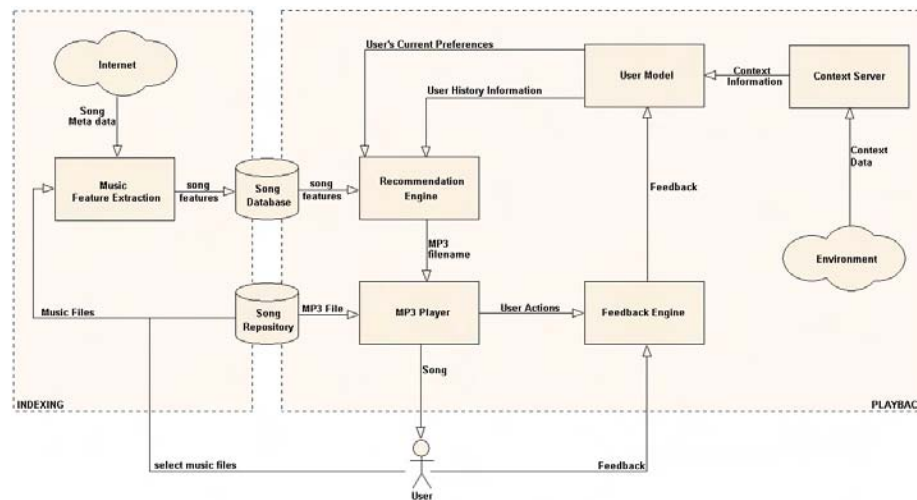 Internet
Song
Meta data
Music
Feature Extraction
song
features
Song
Database
song
features
User's Current Preferences
User History Information
Recommendation
Engine
User Model
Context
Information
Context Server
Context
Data
Environment
Feedback
MP3
filename
Music Files
Song
Repository
MP3 File
MP3 Player
User Actions
Feedback Engine
Song
INDEXING
PLAYBAC
select music files
Feedback
User